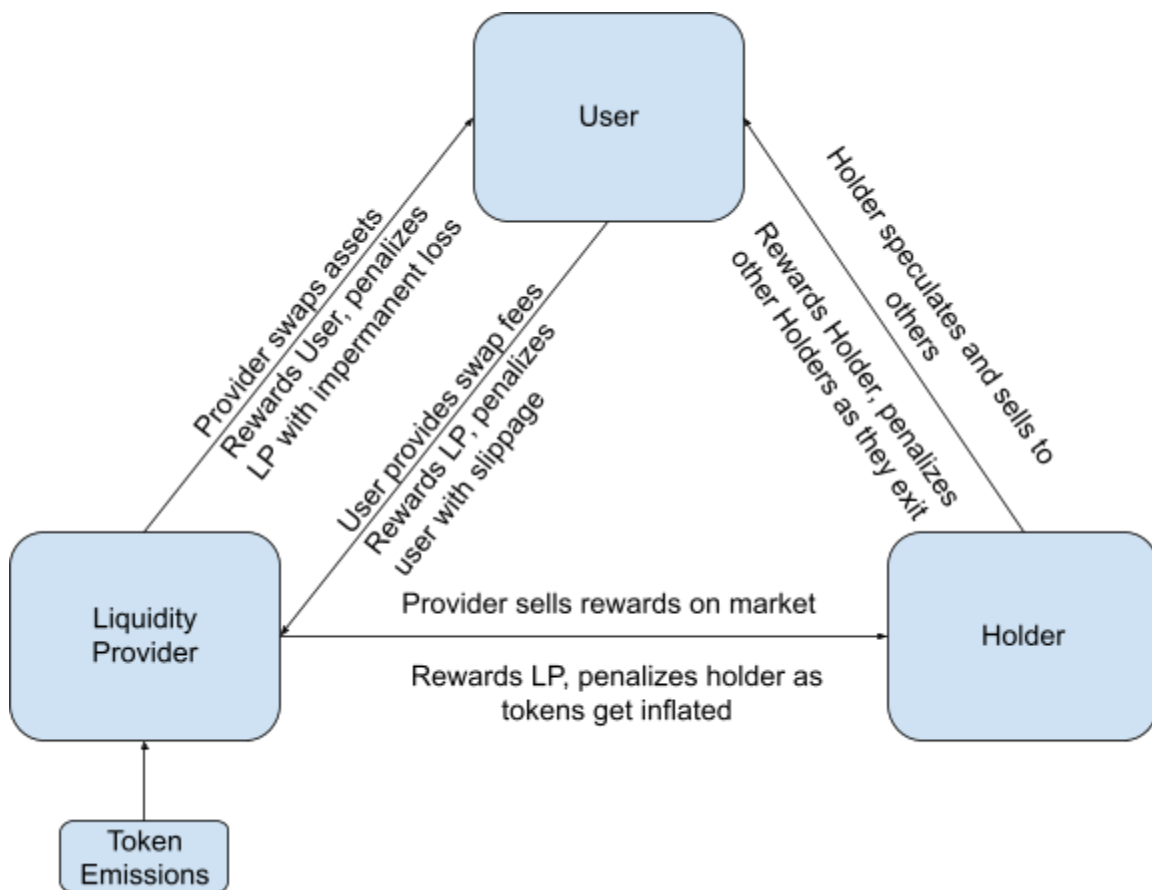 User
Provider swaps assets
Rewards User, penalizes
LP with impermanent loss
User provides swap fees
Rewards LP, penalizes
user with slippage
Holder speculates and sells to
others
Rewards Holder, penalizes
other Holders as they exit
Liquidity
Provider
Provider sells rewards on market
Rewards LP, penalizes holder as
tokens get inflated
Holder
Token
Emissions